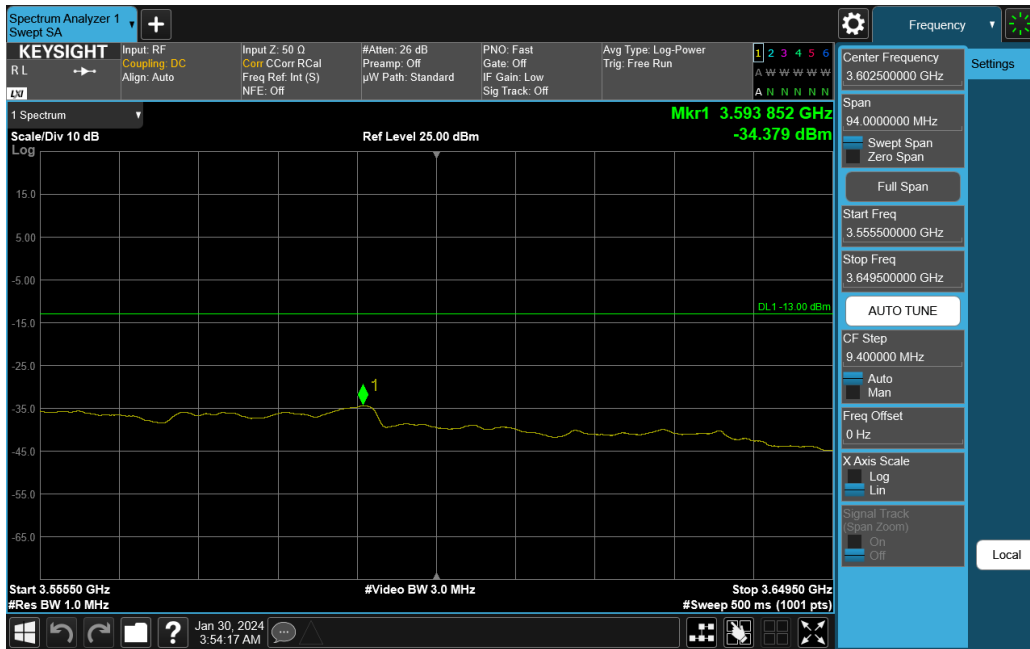 Spectrum Analyzer 1
Swept SA
Frequency
KEYSIGHT
R L
LXI
Input: RF
Coupling: DC
Align: Auto
Input Z: 50 Ω
Corr CCorr RCal
Freq Ref: Int (S)
NFE: Off
#Atten: 26 dB
Preamp: Off
µW Path: Standard
PNO: Fast
Gate: Off
IF Gain: Low
Sig Track: Off
Avg Type: Log-Power
Trig: Free Run
1 2 3 4 5 6
A W W W W W
A N N N N N
1 Spectrum
Scale/Div 10 dB
Log
Ref Level 25.00 dBm
Mkr1 3.593 852 GHz
-34.379 dBm
15.0
5.00
-5.00
DL1 -13.00 dBm
-15.0
-25.0
1
-35.0
-45.0
-55.0
-65.0
Start 3.55550 GHz
#Video BW 3.0 MHz
Stop 3.64950 GHz
#Res BW 1.0 MHz
#Sweep 500 ms (1001 pts)
Jan 30, 2024
3:54:17 AM
Center Frequency
3.602500000 GHz
Settings
Span
94.0000000 MHz
Swept Span
Zero Span
Full Span
Start Freq
3.555500000 GHz
Stop Freq
3.649500000 GHz
AUTO TUNE
CF Step
9.400000 MHz
Auto
Man
Freq Offset
0 Hz
X Axis Scale
Log
Lin
Signal Track
(Span Zoom)
On
Off
Local